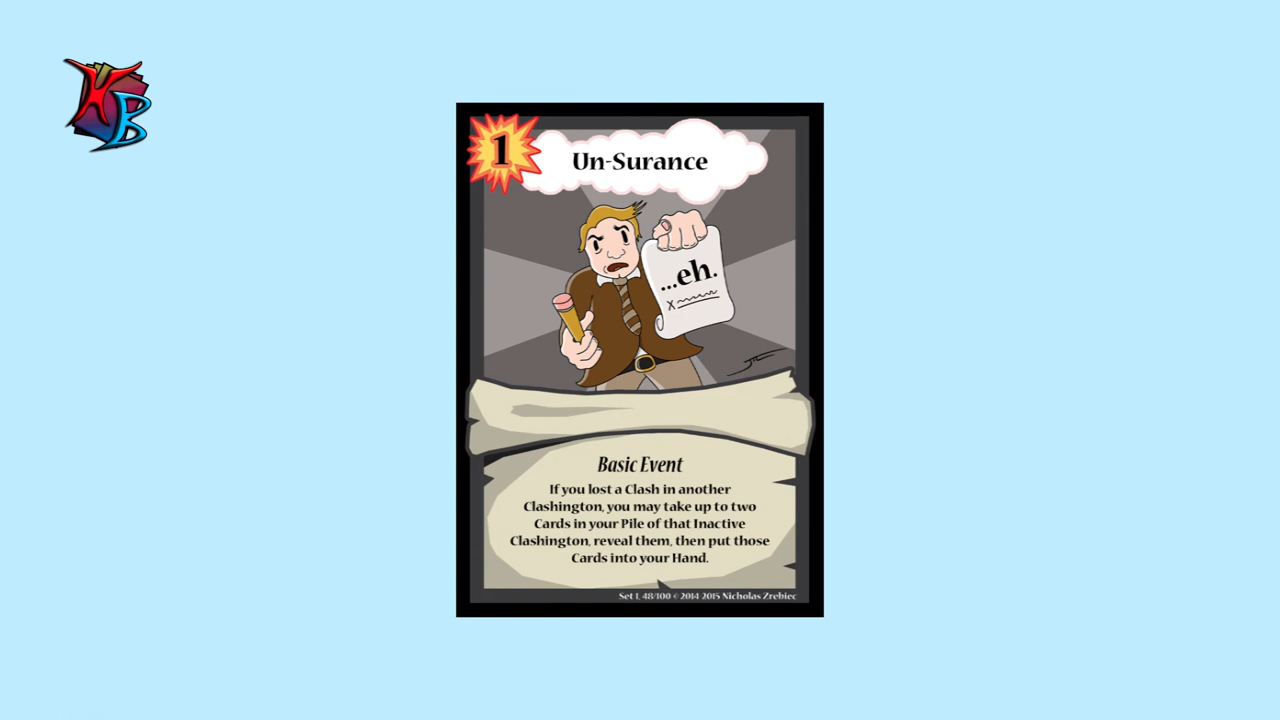 KB
1
Un-Surance
...eh.
x
Basic Event
If you lost a Clash in another
Clashington, you may take up to two
Cards in your Pile of that Inactive
Clashington, reveal them, then put those
Cards into your Hand.
Set 1, 48/100 © 2014-2015 Nicholas Zrebiec